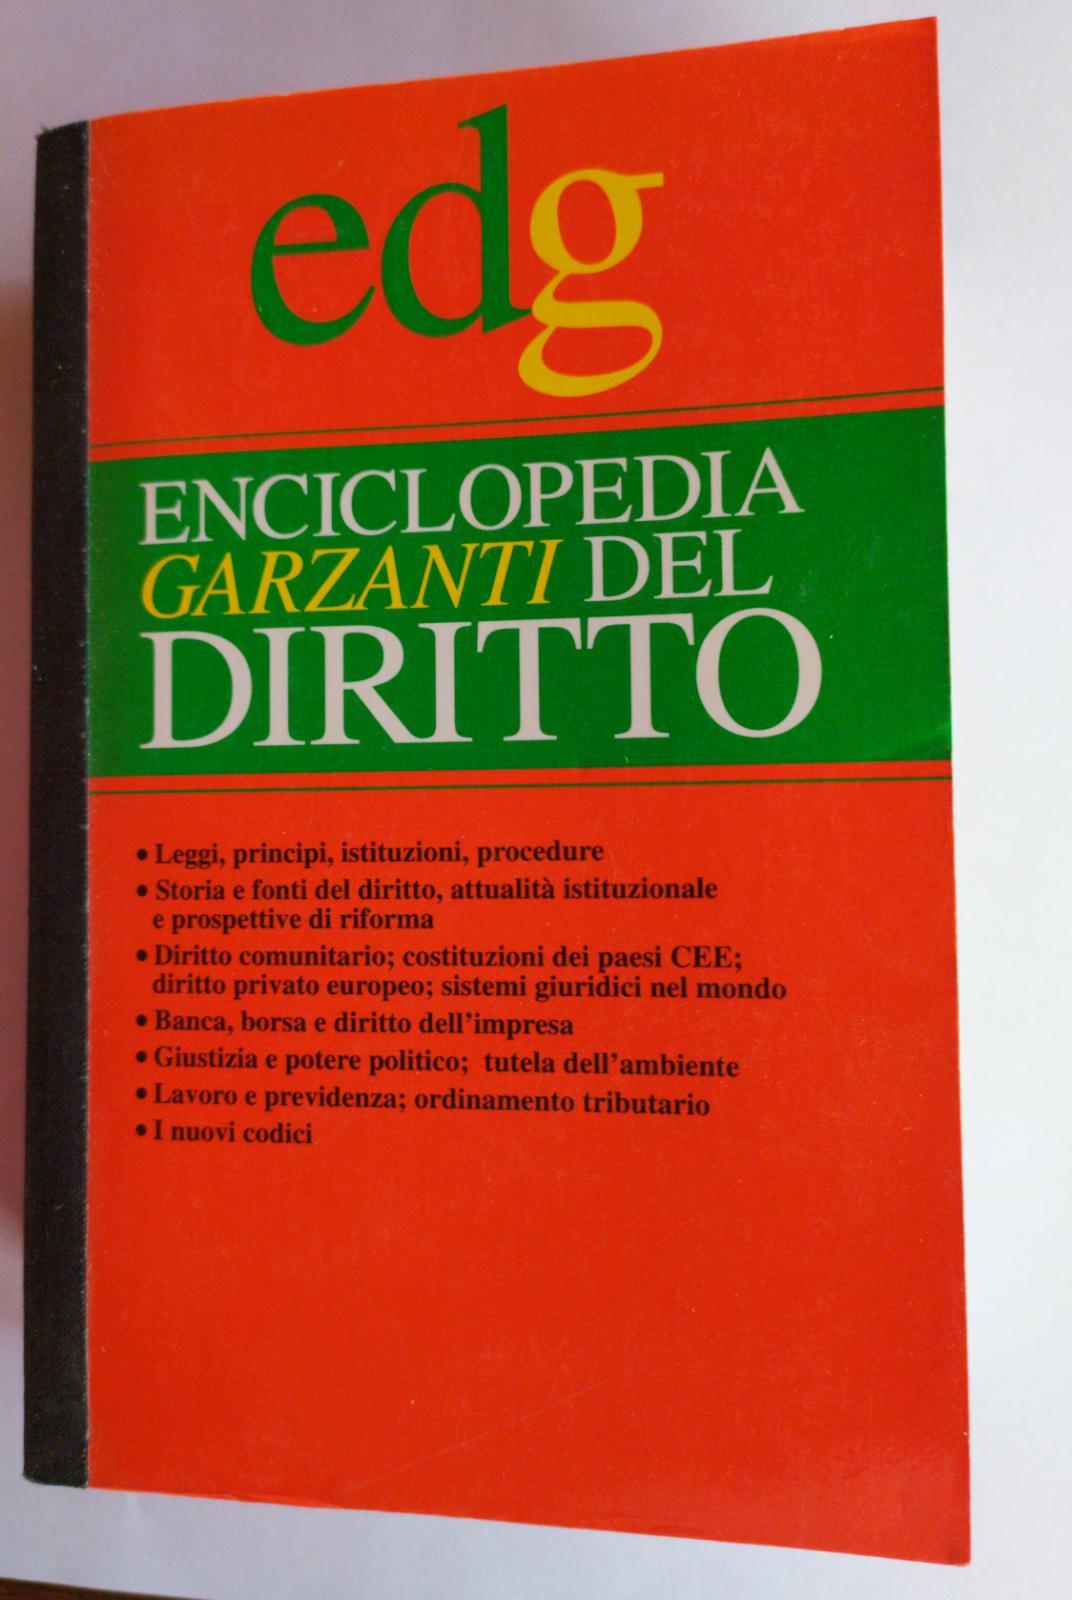 edg
ENCICLOPEDIA
GARZANTI DEL
DIRITTO
• Leggi, principi, istituzioni, procedure
• Storia e fonti del diritto, attualità istituzionale
e prospettive di riforma
• Diritto comunitario; costituzioni dei paesi CEE;
diritto privato europeo; sistemi giuridici nel mondo
• Banca, borsa e diritto dell'impresa
• Giustizia e potere politico; tutela dell'ambiente
• Lavoro e previdenza; ordinamento tributario
• I nuovi codici